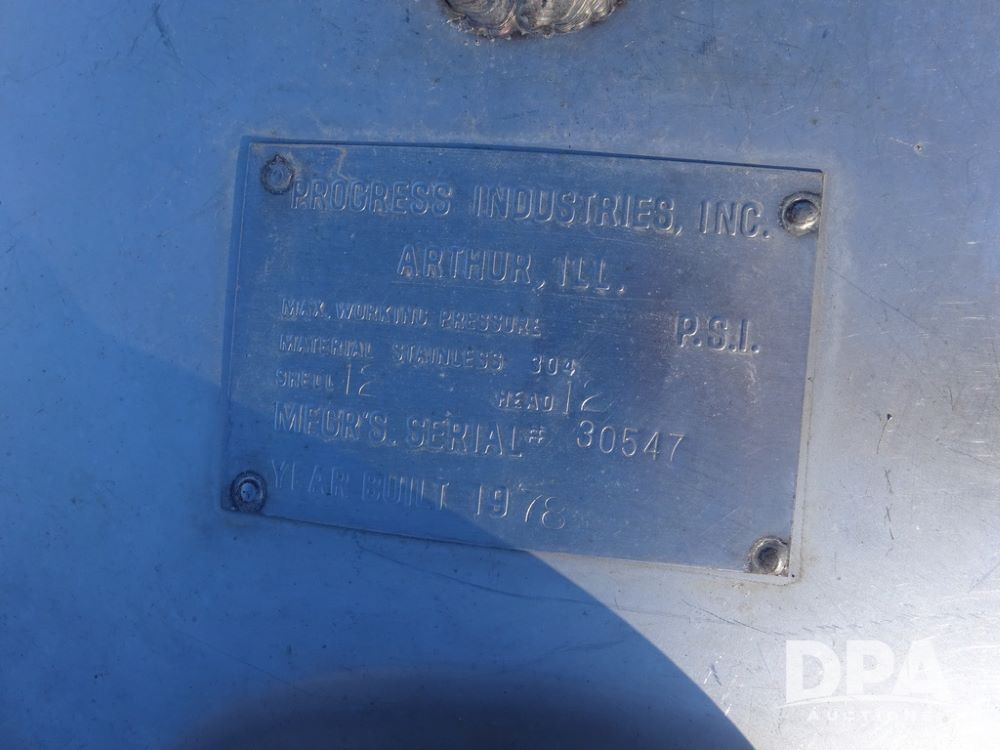 PROGRESS INDUSTRIES, INC.
ARTHUR, ILL.
MAX. WORKING PRESSURE P.S.I.
MATERIAL STAINLESS 304
SHELL 12 HEAD 12
MFGR'S. SERIAL# 30547
YEAR BUILT 1978
DPA
AUCTIONS